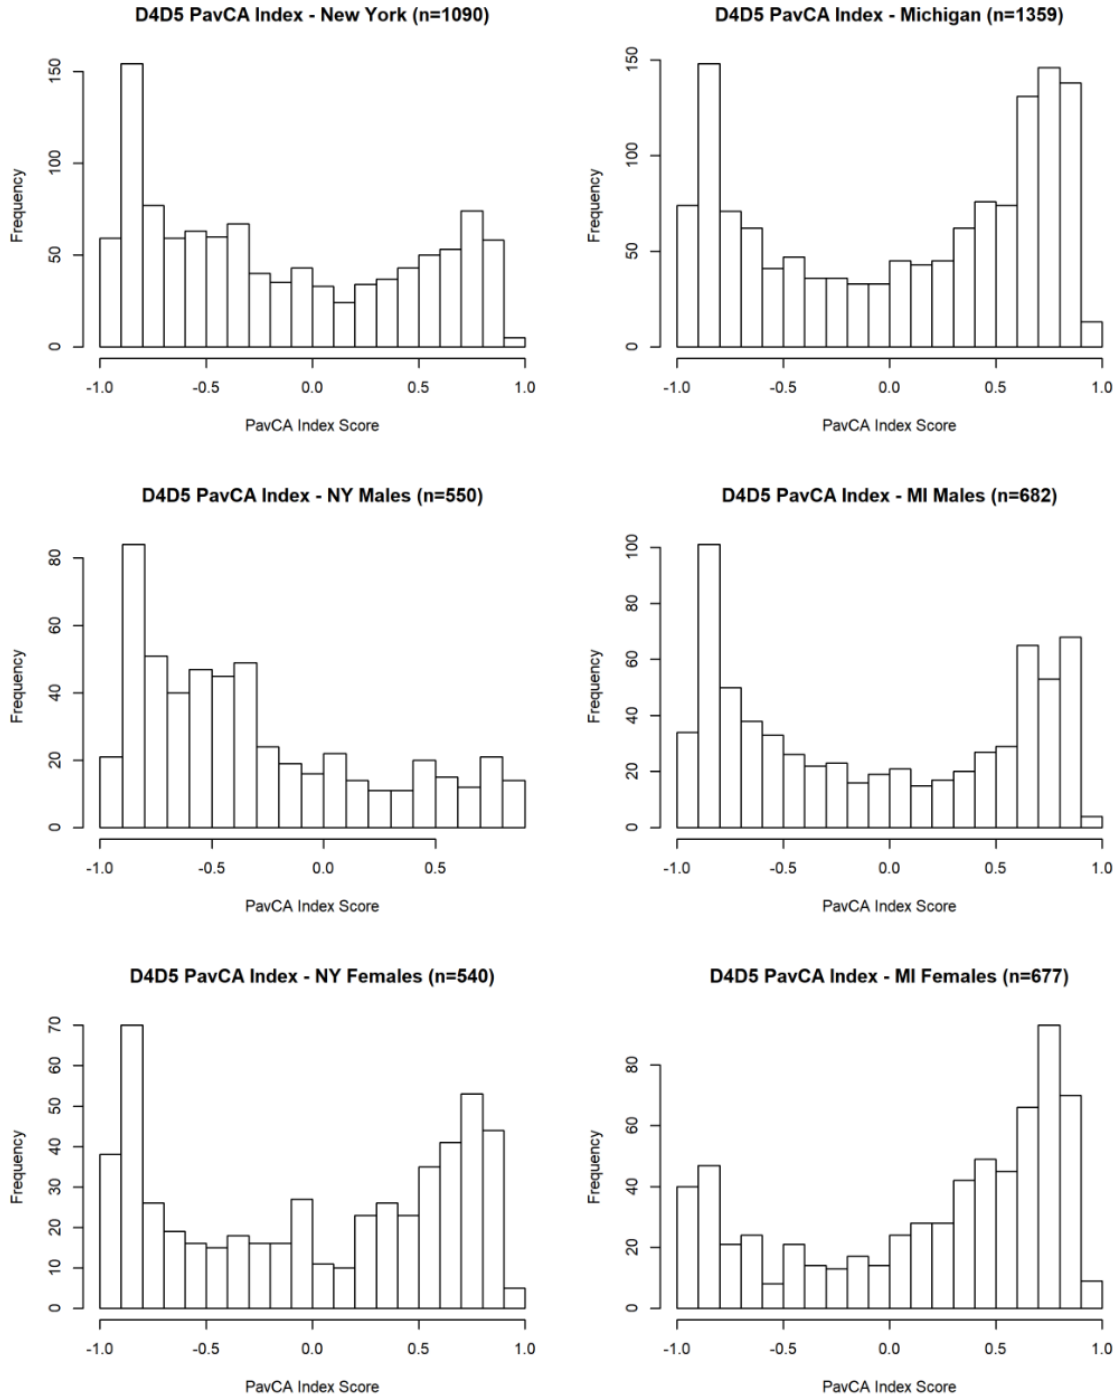 D4D5 PavCA Index - New York (n=1090)
150
100
50
0
Frequency
-1.0 -0.5 0.0 0.5 1.0
PavCA Index Score
D4D5 PavCA Index - Michigan (n=1359)
150
100
50
0
Frequency
-1.0 -0.5 0.0 0.5 1.0
PavCA Index Score
D4D5 PavCA Index - NY Males (n=550)
80
60
40
20
0
Frequency
-1.0 -0.5 0.0 0.5
PavCA Index Score
D4D5 PavCA Index - MI Males (n=682)
100
80
60
40
20
0
Frequency
-1.0 -0.5 0.0 0.5 1.0
PavCA Index Score
D4D5 PavCA Index - NY Females (n=540)
70
60
50
40
30
20
10
0
Frequency
-1.0 -0.5 0.0 0.5 1.0
PavCA Index Score
D4D5 PavCA Index - MI Females (n=677)
80
60
40
20
0
Frequency
-1.0 -0.5 0.0 0.5 1.0
PavCA Index Score